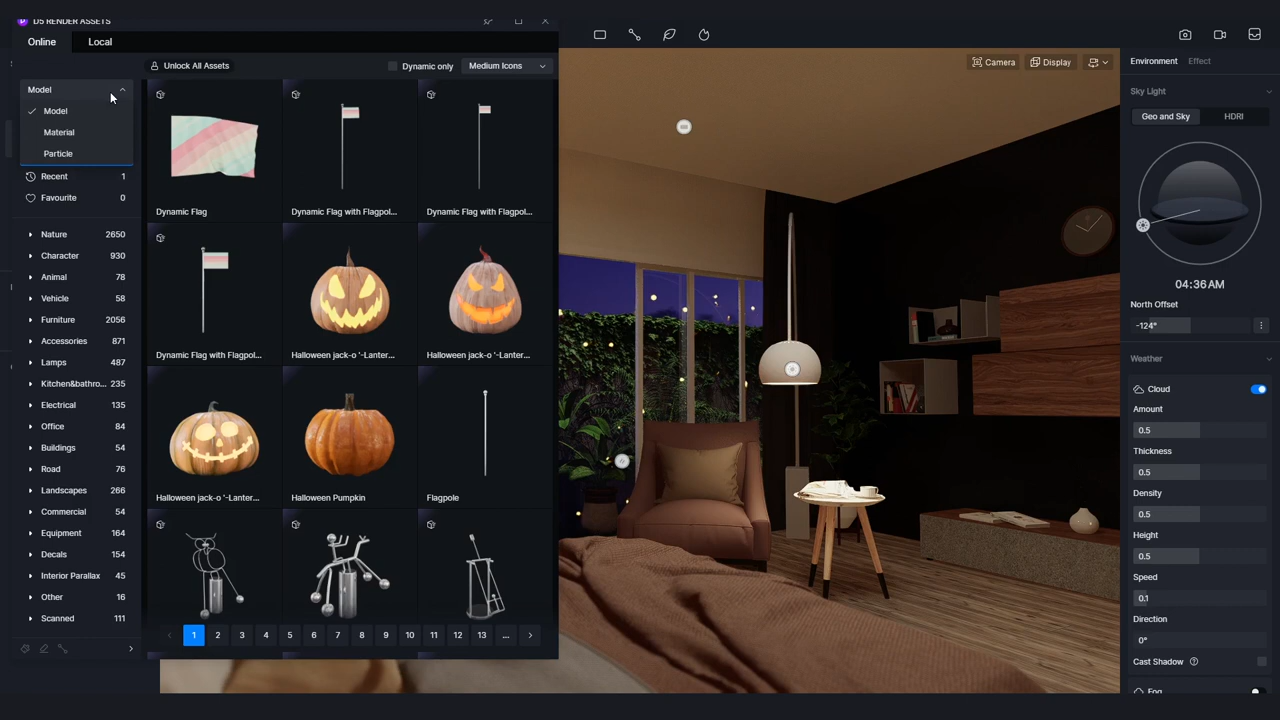 D5 RENDER ASSETS
Online
Local
Unlock All Assets
Dynamic only
Medium Icons
Model
Model
Material
Particle
Recent 1
Favourite 0
Nature 2650
Character 930
Animal 78
Vehicle 58
Furniture 2056
Accessories 871
Lamps 487
Kitchen&bathro... 235
Electrical 135
Office 84
Buildings 54
Road 76
Landscapes 266
Commercial 54
Equipment 164
Decals 154
Interior Parallax 45
Other 16
Scanned 111
Dynamic Flag
Dynamic Flag with Flagpol...
Dynamic Flag with Flagpol...
Dynamic Flag with Flagpol...
Halloween jack-o '-Lanter...
Halloween jack-o '-Lanter...
Halloween jack-o '-Lanter...
Halloween Pumpkin
Flagpole
1 2 3 4 5 6 7 8 9 10 11 12 13 ...
Camera
Display
Environment
Effect
Sky Light
Geo and Sky
HDRI
04:36AM
North Offset
-124°
Weather
Cloud
Amount
0.5
Thickness
0.5
Density
0.5
Height
0.5
Speed
0.1
Direction
0°
Cast Shadow
Fog